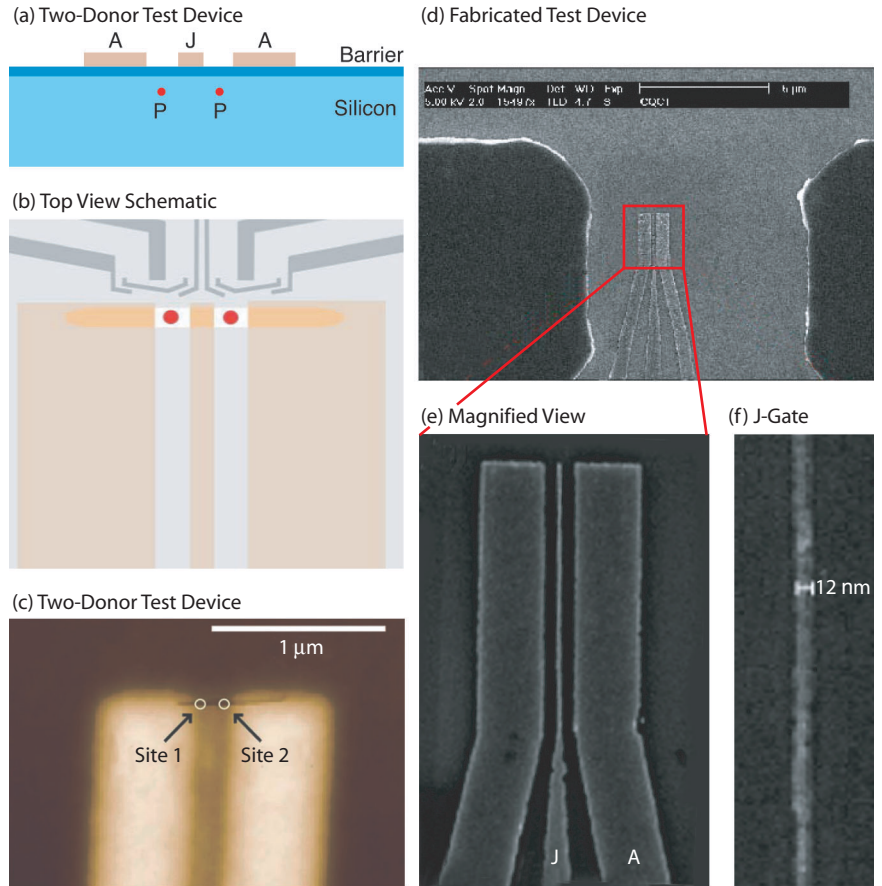 (a) Two-Donor Test Device
A J A
Barrier
P P
Silicon
(b) Top View Schematic
(c) Two-Donor Test Device
1 μm
Site 1 Site 2
(d) Fabricated Test Device
Acc.V Spot Magn Det WD Exp
5.00 kV 2.0 15497x TLD 4.7 S CQCT
(e) Magnified View
J A
(f) J-Gate
12 nm